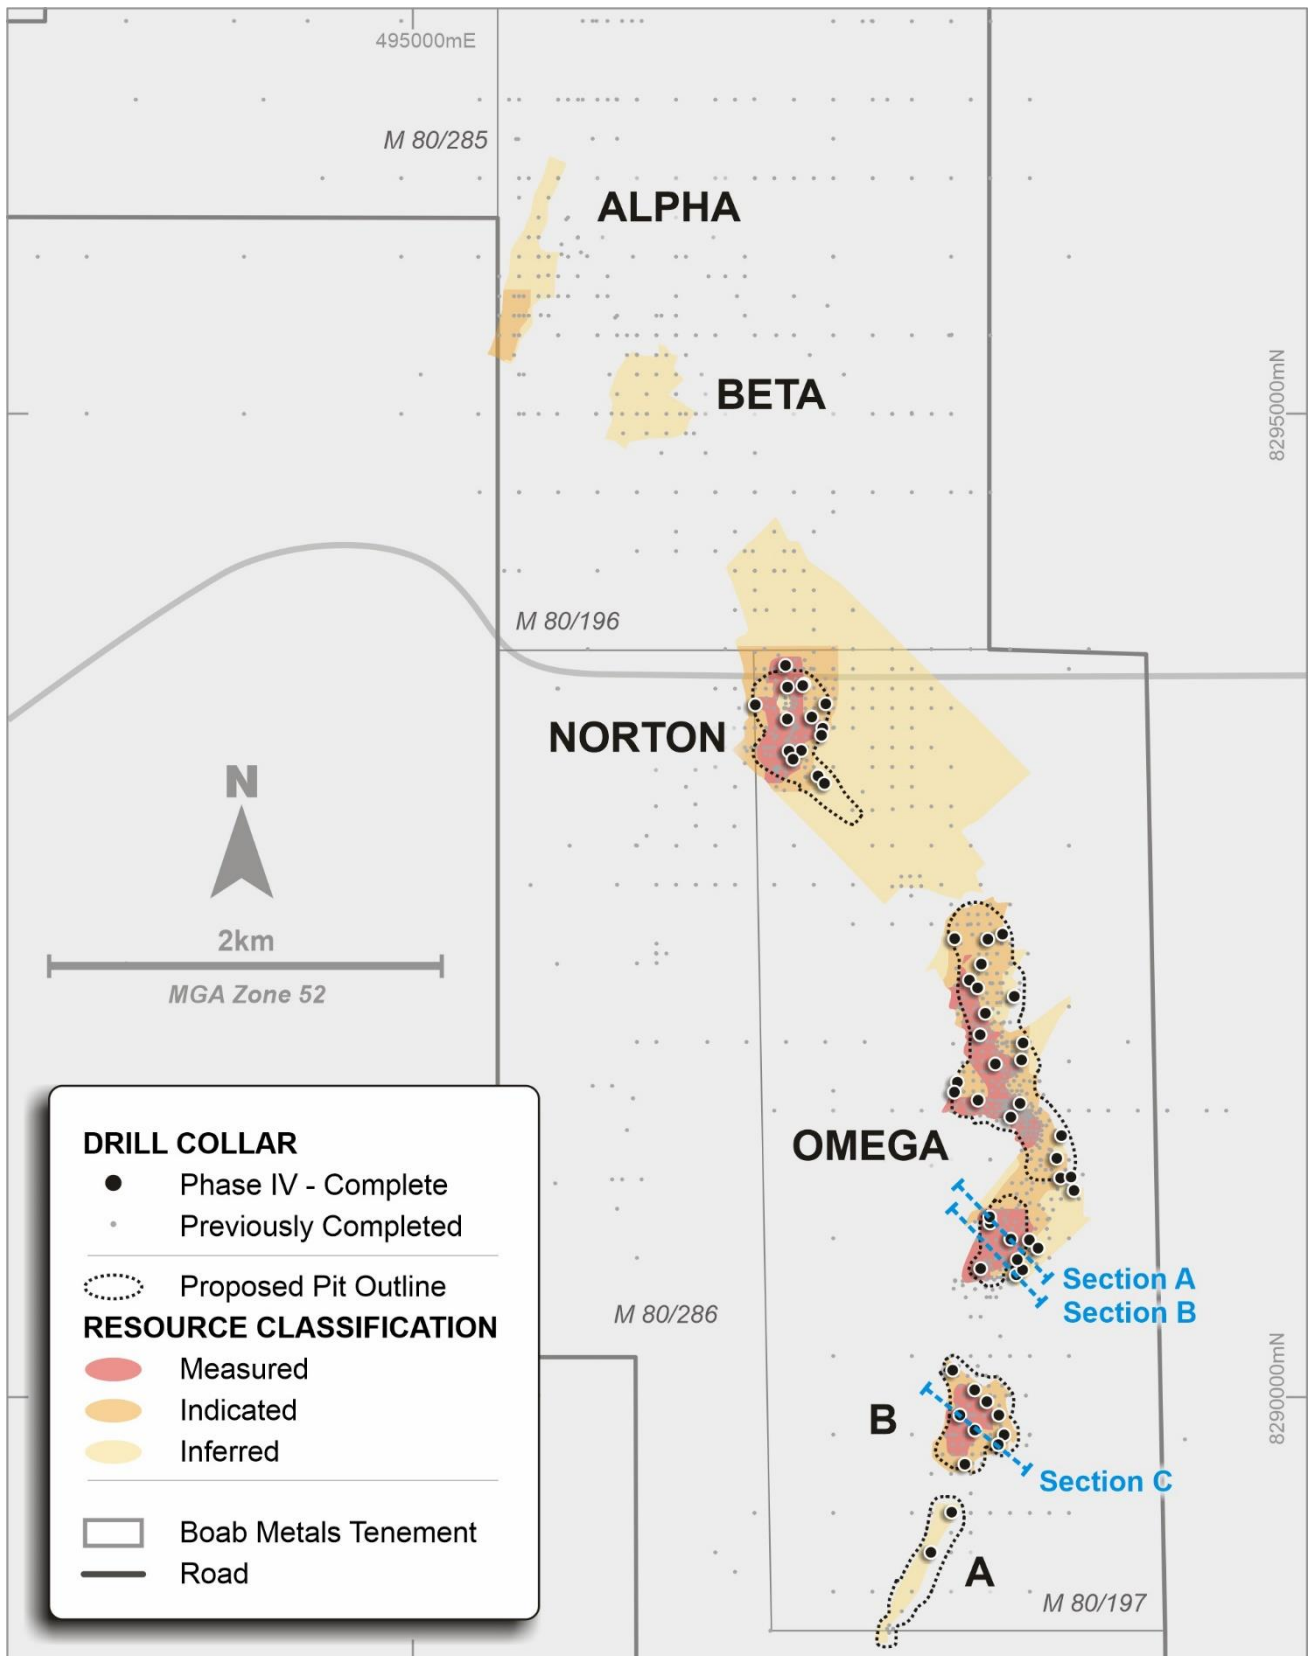 495000mE
M 80/285
ALPHA
BETA
8295000mN
M 80/196
NORTON
N
2km
MGA Zone 52
OMEGA
Section A
Section B
M 80/286
B
8290000mN
Section C
A
M 80/197
DRILL COLLAR
Phase IV - Complete
Previously Completed
Proposed Pit Outline
RESOURCE CLASSIFICATION
Measured
Indicated
Inferred
Boab Metals Tenement
Road